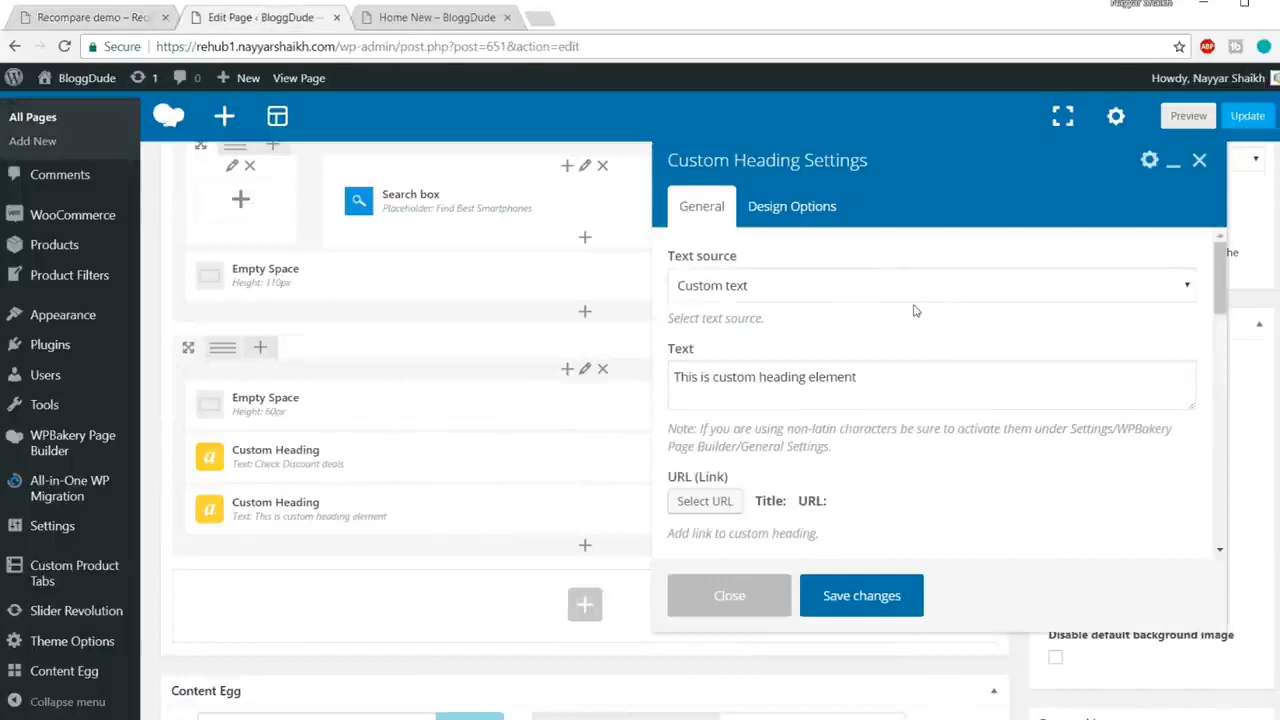 Nayyar Shaikh
Recompare demo – Rec
Edit Page ‹ BloggDude —
Home New – BloggDude
Secure
https://rehub1.nayyarshaikh.com/wp-admin/post.php?post=651&action=edit
ABP
BloggDude
1
0
New
View Page
Howdy, Nayyar Shaikh
All Pages
Add New
Comments
WooCommerce
Products
Product Filters
Appearance
Plugins
Users
Tools
WPBakery Page
Builder
All-in-One WP
Migration
Settings
Custom Product
Tabs
Slider Revolution
Theme Options
Content Egg
Collapse menu
Preview
Update
Search box
Placeholder: Find Best Smartphones
Empty Space
Height: 110px
Empty Space
Height: 60px
Custom Heading
Text: Check Discount deals
Custom Heading
Text: This is custom heading element
Content Egg
Custom Heading Settings
General
Design Options
Text source
Custom text
Select text source.
Text
This is custom heading element
Note: If you are using non-latin characters be sure to activate them under Settings/WPBakery
Page Builder/General Settings.
URL (Link)
Select URL
Title:
URL:
Add link to custom heading.
Close
Save changes
he
Disable default background image